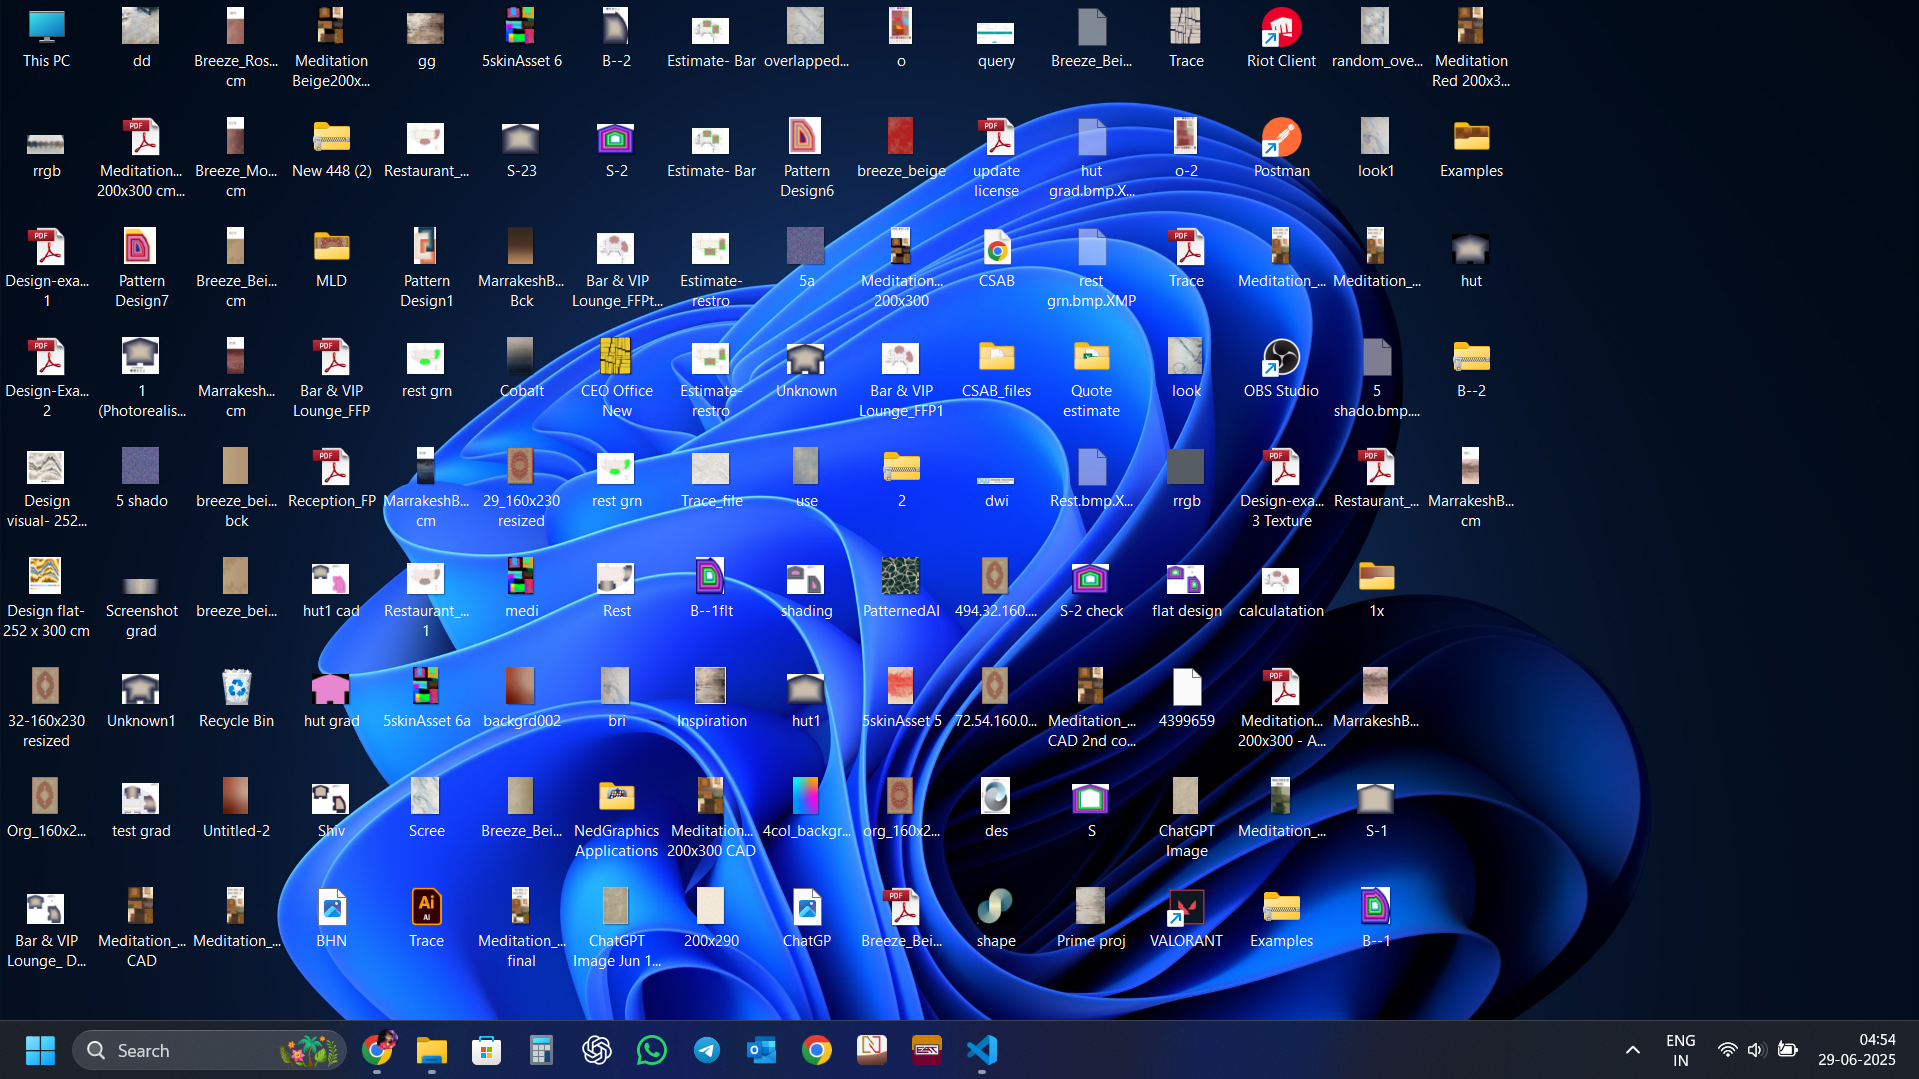 This PC
dd
Breeze_Ros...
cm
Meditation
Beige200x...
gg
5skinAsset 6
B--2
Estimate- Bar
overlapped...
o
query
Breeze_Bei...
Trace
Riot Client
random_ove...
Meditation
Red 200x3...
rrgb
Meditation...
200x300 cm...
Breeze_Mo...
cm
New 448 (2)
Restaurant_...
S-23
S-2
Estimate- Bar
Pattern
Design6
breeze_beige
update
license
hut
grad.bmp.X...
o-2
Postman
look1
Examples
Design-exa...
1
Pattern
Design7
Breeze_Bei...
cm
MLD
Pattern
Design1
MarrakeshB...
Bck
Bar & VIP
Lounge_FFPt...
Estimate-
restro
5a
Meditation...
200x300
CSAB
rest
grn.bmp.XMP
Trace
Meditation_...
Meditation_...
hut
Design-Exa...
2
1
(Photorealis...
Marrakesh...
cm
Bar & VIP
Lounge_FFP
rest grn
Cobalt
CEO Office
New
Estimate-
restro
Unknown
Bar & VIP
Lounge_FFP1
CSAB_files
Quote
estimate
look
OBS Studio
5
shado.bmp....
B--2
Design
visual- 252...
5 shado
breeze_bei...
bck
Reception_FP
MarrakeshB...
cm
29_160x230
resized
rest grn
Trace_file
use
2
dwi
Rest.bmp.X...
rrgb
Design-exa...
3 Texture
Restaurant_...
MarrakeshB...
cm
Design flat-
252 x 300 cm
Screenshot
grad
breeze_bei...
hut1 cad
Restaurant_...
1
medi
Rest
B--1flt
shading
PatternedAI
494.32.160....
S-2 check
flat design
calculatation
1x
32-160x230
resized
Unknown1
Recycle Bin
hut grad
5skinAsset 6a
backgrd002
bri
Inspiration
hut1
5skinAsset 5
72.54.160.0...
Meditation_...
CAD 2nd co...
4399659
Meditation...
200x300 - A...
MarrakeshB...
Org_160x2...
test grad
Untitled-2
Shiv
Scree
Breeze_Bei...
NedGraphics
Applications
Meditation...
200x300 CAD
4col_backgr...
org_160x2...
des
S
ChatGPT
Image
Meditation_...
S-1
Bar & VIP
Lounge_ D...
Meditation_...
CAD
Meditation_...
BHN
Trace
Meditation_...
final
ChatGPT
Image Jun 1...
200x290
ChatGP
Breeze_Bei...
shape
Prime proj
VALORANT
Examples
B--1
Search
ENG
IN
04:54
29-06-2025